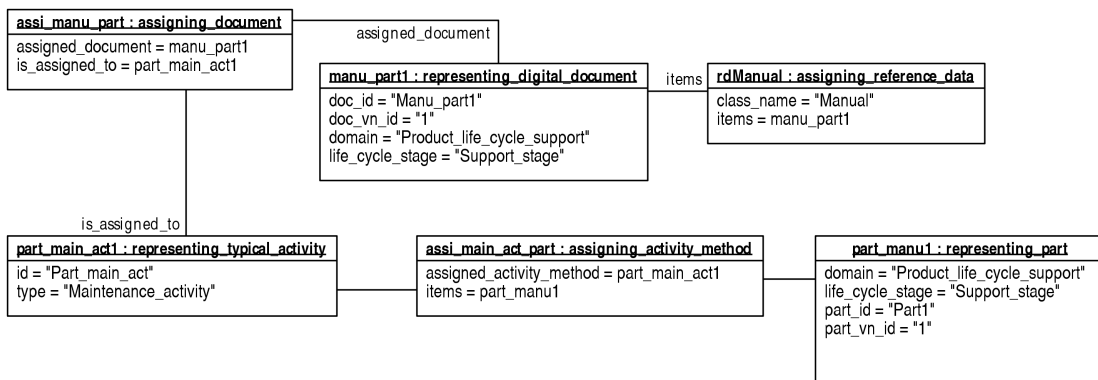 assi_manu_part : assigning_document
assigned_document = manu_part1
is_assigned_to = part_main_act1
assigned_document
manu_part1 : representing_digital_document
doc_id = "Manu_part1"
doc_vn_id = "1"
domain = "Product_life_cycle_support"
life_cycle_stage = "Support_stage"
items
rdManual : assigning_reference_data
class_name = "Manual"
items = manu_part1
is_assigned_to
part_main_act1 : representing_typical_activity
id = "Part_main_act"
type = "Maintenance_activity"
assi_main_act_part : assigning_activity_method
assigned_activity_method = part_main_act1
items = part_manu1
part_manu1 : representing_part
domain = "Product_life_cycle_support"
life_cycle_stage = "Support_stage"
part_id = "Part1"
part_vn_id = "1"